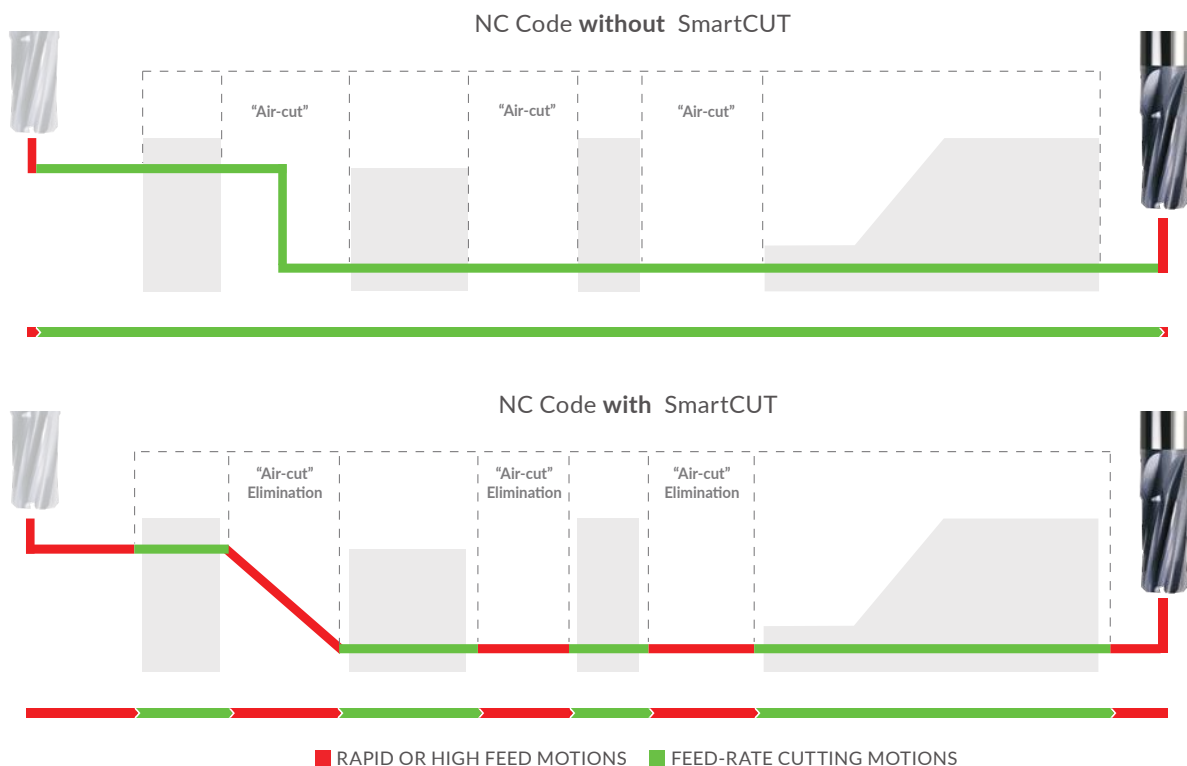 NC Code without SmartCUT
“Air-cut”
“Air-cut”
“Air-cut”
NC Code with SmartCUT
“Air-cut”
Elimination
“Air-cut”
Elimination
“Air-cut”
Elimination
RAPID OR HIGH FEED MOTIONS
FEED-RATE CUTTING MOTIONS